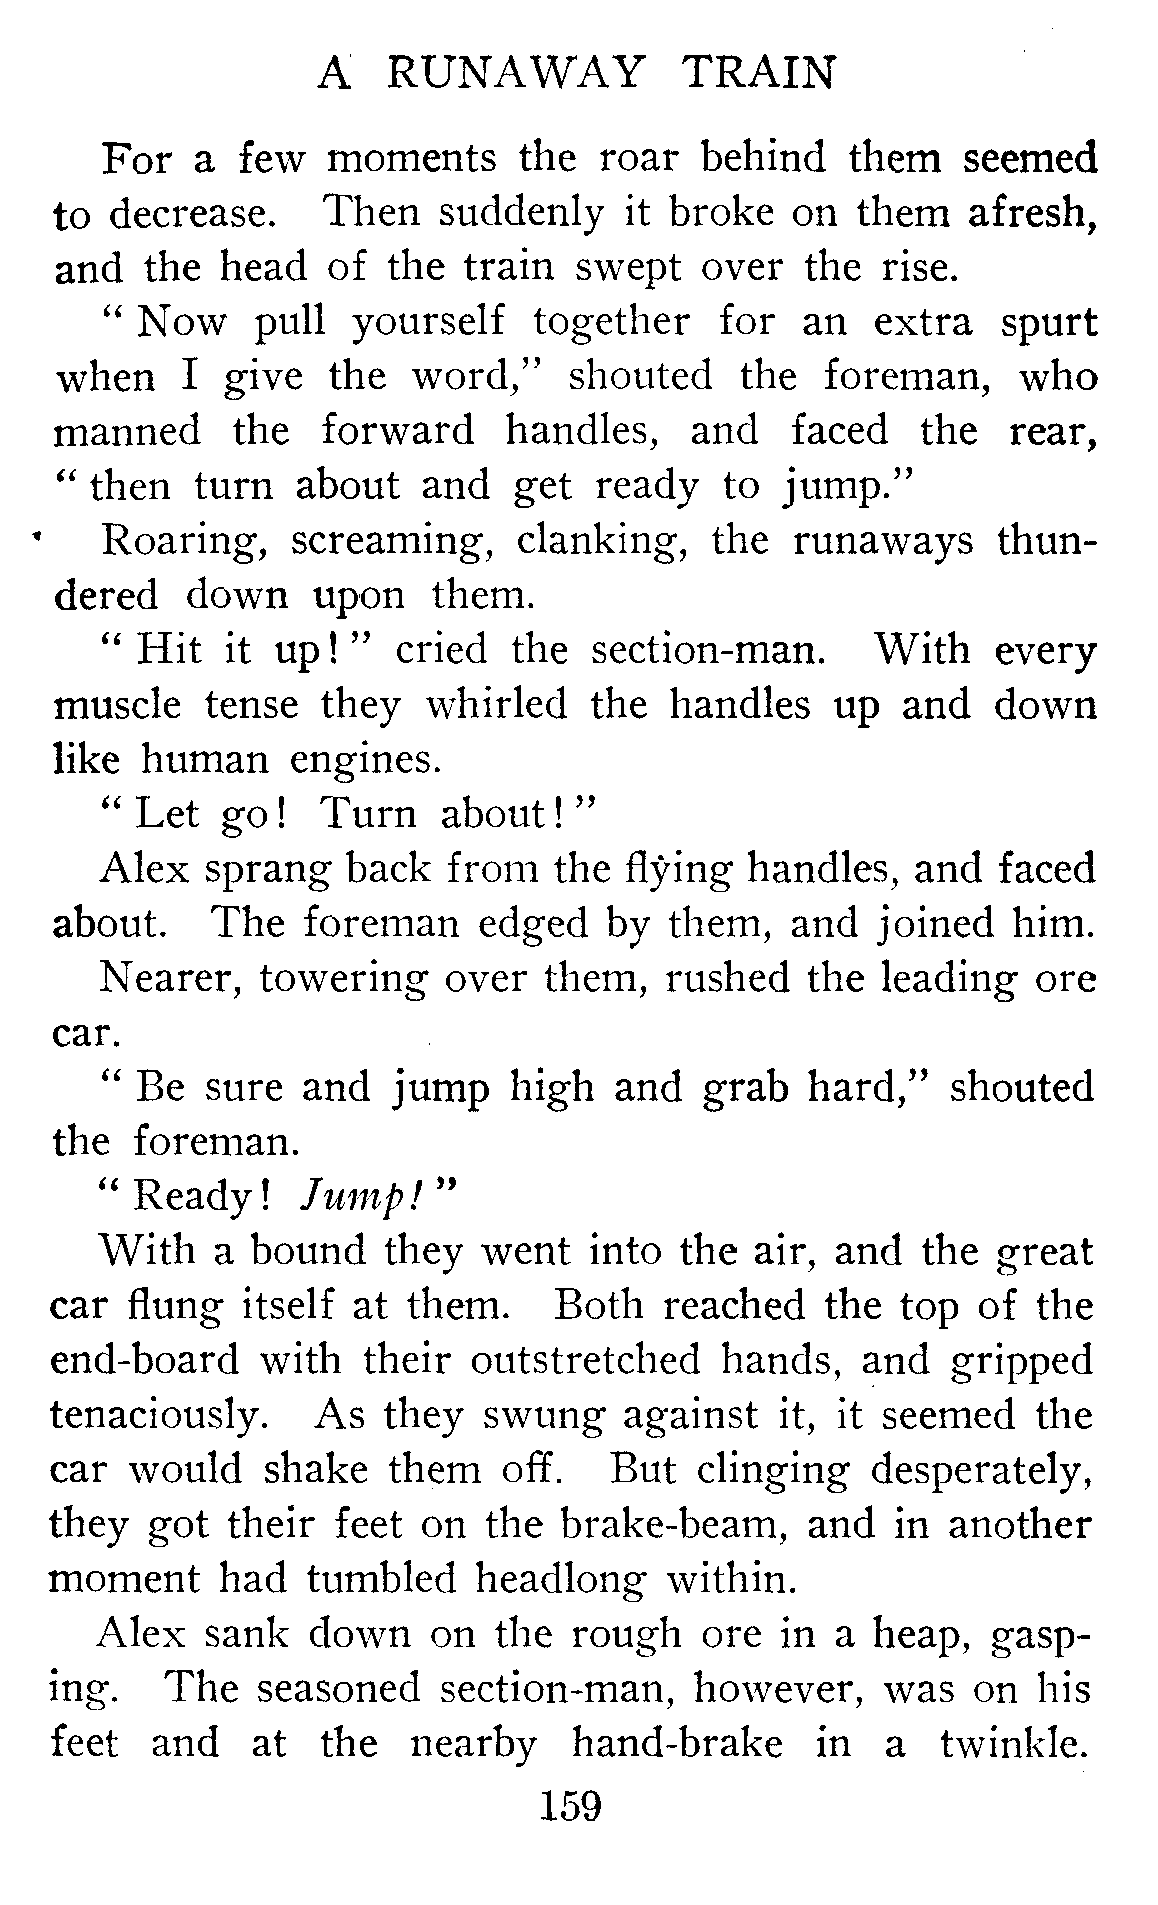 A RUNAWAY TRAIN
For a few moments the roar behind them seemed
to decrease. Then suddenly it broke on them afresh,
and the head of the train swept over the rise.
“ Now pull yourself together for an extra spurt
when I give the word,” shouted the foreman, who
manned the forward handles, and faced the rear,
“ then turn about and get ready to jump.”
Roaring, screaming, clanking, the runaways thun-
dered down upon them.
“ Hit it up! ” cried the section-man. With every
muscle tense they whirled the handles up and down
like human engines.
“ Let go! Turn about! ”
Alex sprang back from the flying handles, and faced
about. The foreman edged by them, and joined him.
Nearer, towering over them, rushed the leading ore
car.
“ Be sure and jump high and grab hard,” shouted
the foreman.
“ Ready! Jump! ”
With a bound they went into the air, and the great
car flung itself at them. Both reached the top of the
end-board with their outstretched hands, and gripped
tenaciously. As they swung against it, it seemed the
car would shake them off. But clinging desperately,
they got their feet on the brake-beam, and in another
moment had tumbled headlong within.
Alex sank down on the rough ore in a heap, gasp-
ing. The seasoned section-man, however, was on his
feet and at the nearby hand-brake in a twinkle.
159